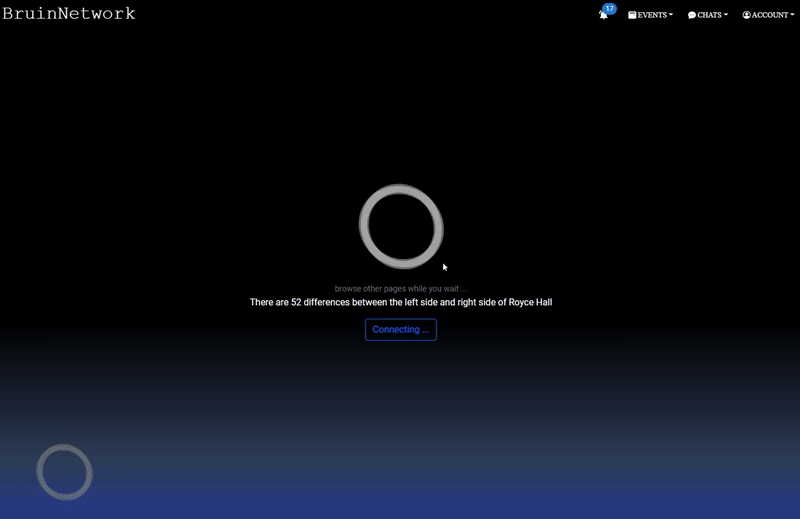 BruinNetwork
17
EVENTS
CHATS
ACCOUNT
browse other pages while you wait ...
There are 52 differences between the left side and right side of Royce Hall
Connecting ...